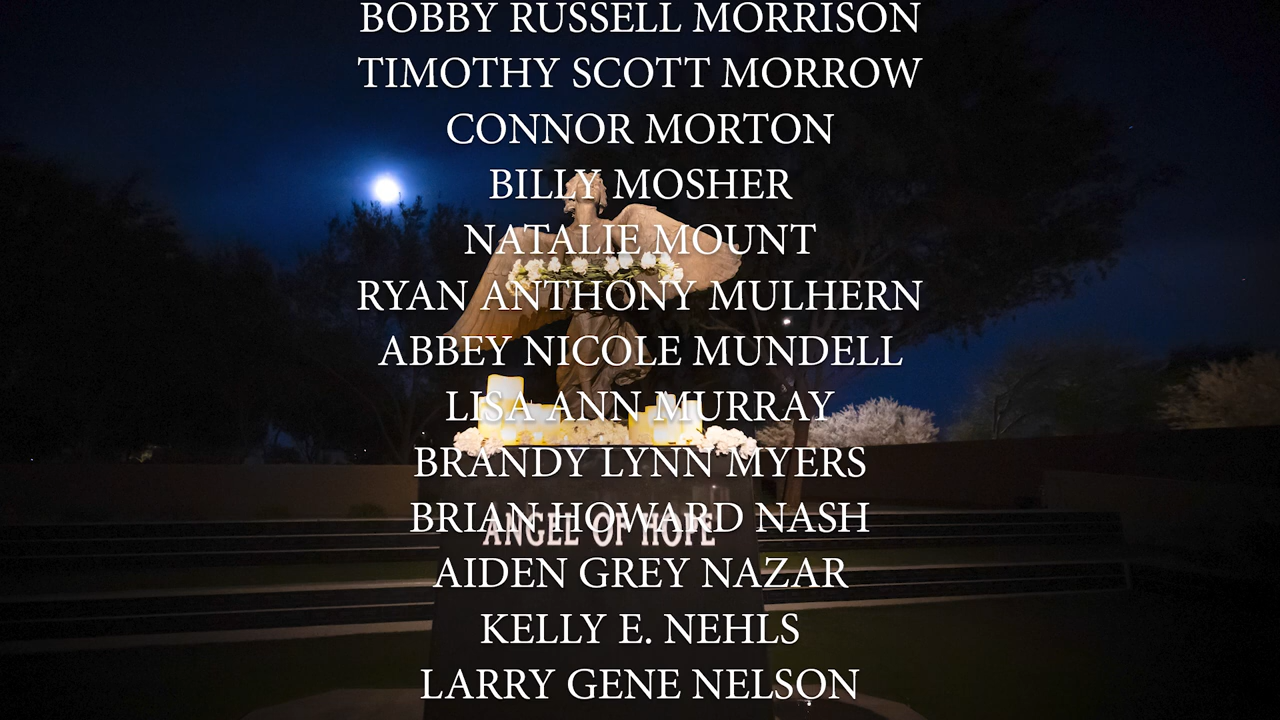 BOBBY RUSSELL MORRISON
TIMOTHY SCOTT MORROW
CONNOR MORTON
BILLY MOSHER
NATALIE MOUNT
RYAN ANTHONY MULHERN
ABBEY NICOLE MUNDELL
LISA ANN MURRAY
BRANDY LYNN MYERS
BRIAN HOWARD NASH
ANGEL OF HOPE
AIDEN GREY NAZAR
KELLY E. NEHLS
LARRY GENE NELSON